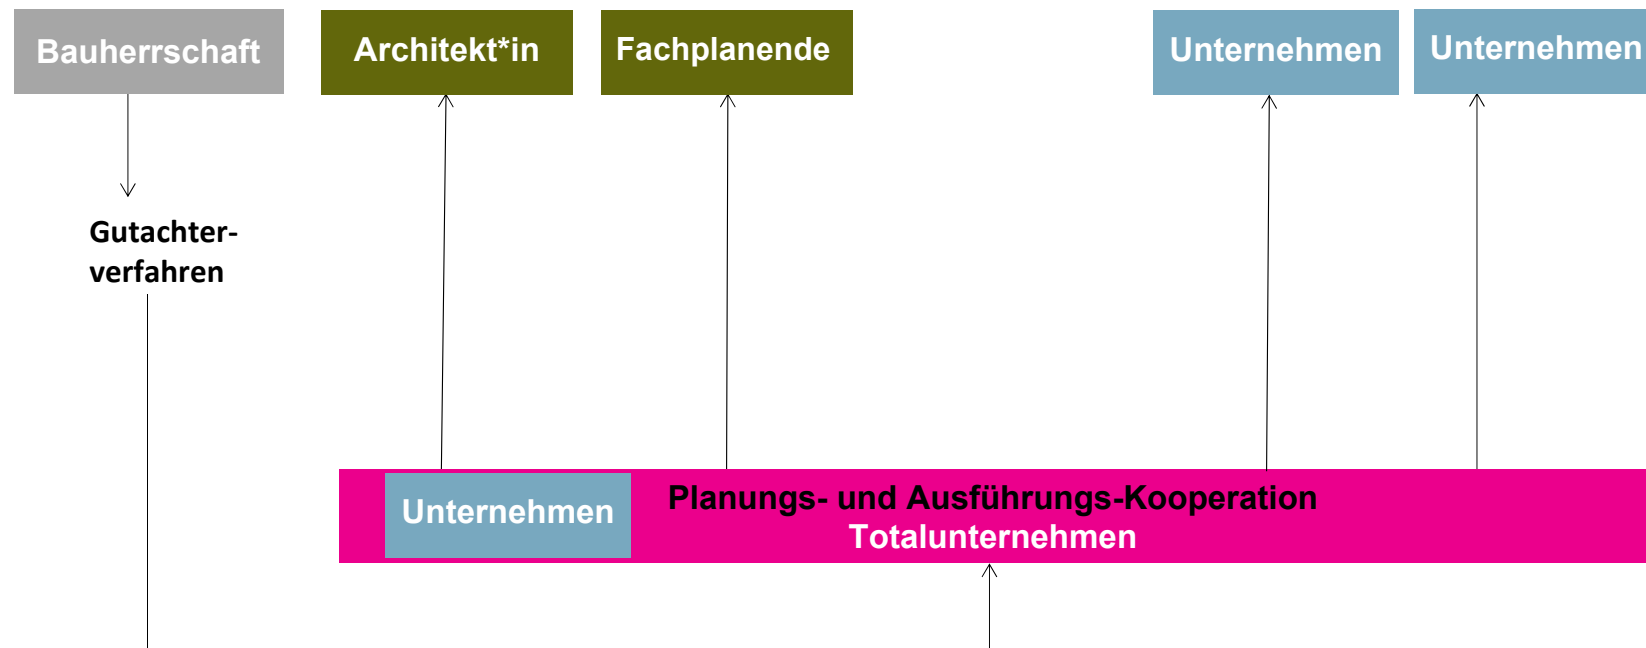 Bauherrschaft
Architekt*in
Fachplanende
Unternehmen
Unternehmen
Gutachter-
verfahren
Unternehmen
Planungs- und Ausführungs-Kooperation
Totalunternehmen